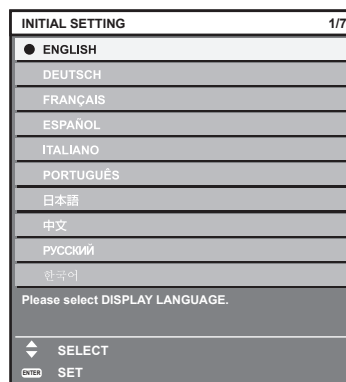 INITIAL SETTING 1/7
ENGLISH
DEUTSCH
FRANÇAIS
ESPAÑOL
ITALIANO
PORTUGUÊS
日本語
中文
РУССКИЙ
한국어
Please select DISPLAY LANGUAGE.
SELECT
ENTER SET